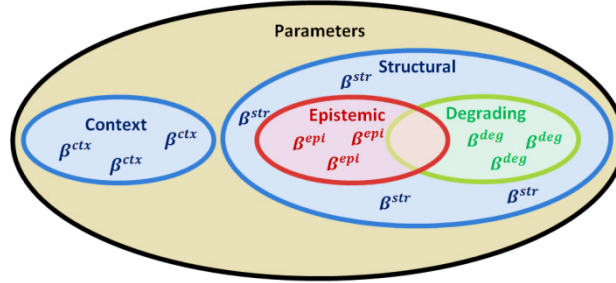 Parameters
Structural
β^str
β^str
Context
β^ctx
β^ctx
β^ctx
Epistemic
β^epi
β^epi
β^epi
Degrading
β^deg
β^deg
β^deg
β^str
β^str